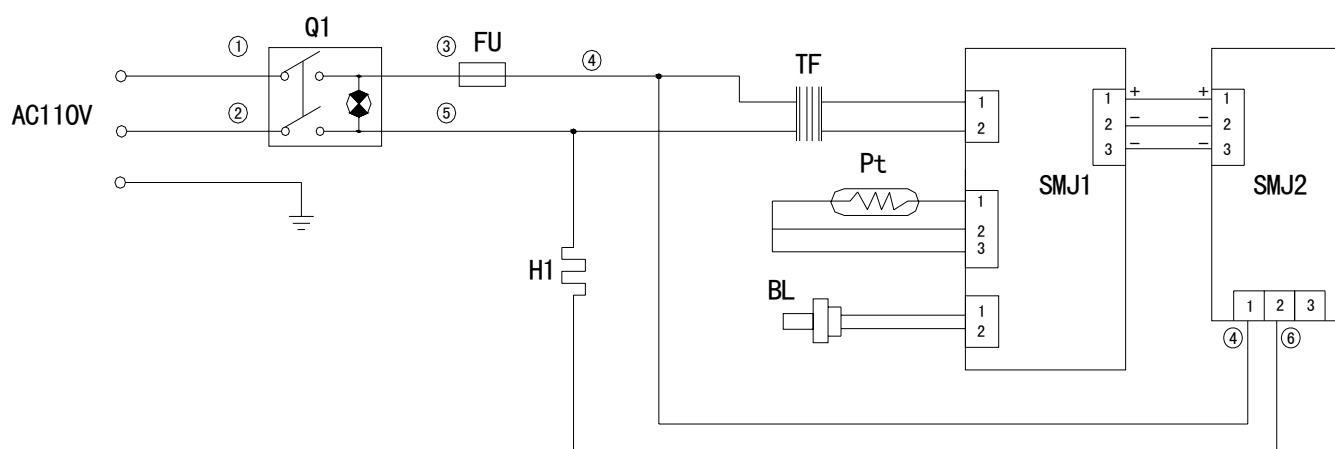 Q1
① ③ FU ④ TF
AC110V
② ⑤
1
2
1 + + 1
2 − − 2
3 − − 3
Pt SMJ1 SMJ2
1
2
3
H1
BL
1
2
1 2 3
④ ⑥